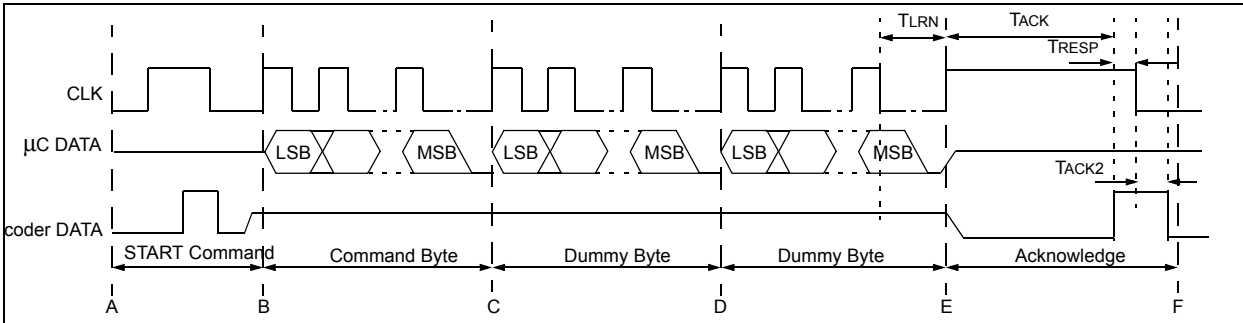 TLRN
TACK
TRESP
CLK
µC DATA
LSB
MSB
LSB
MSB
LSB
MSB
TACK2
coder DATA
START Command
Command Byte
Dummy Byte
Dummy Byte
Acknowledge
A
B
C
D
E
F